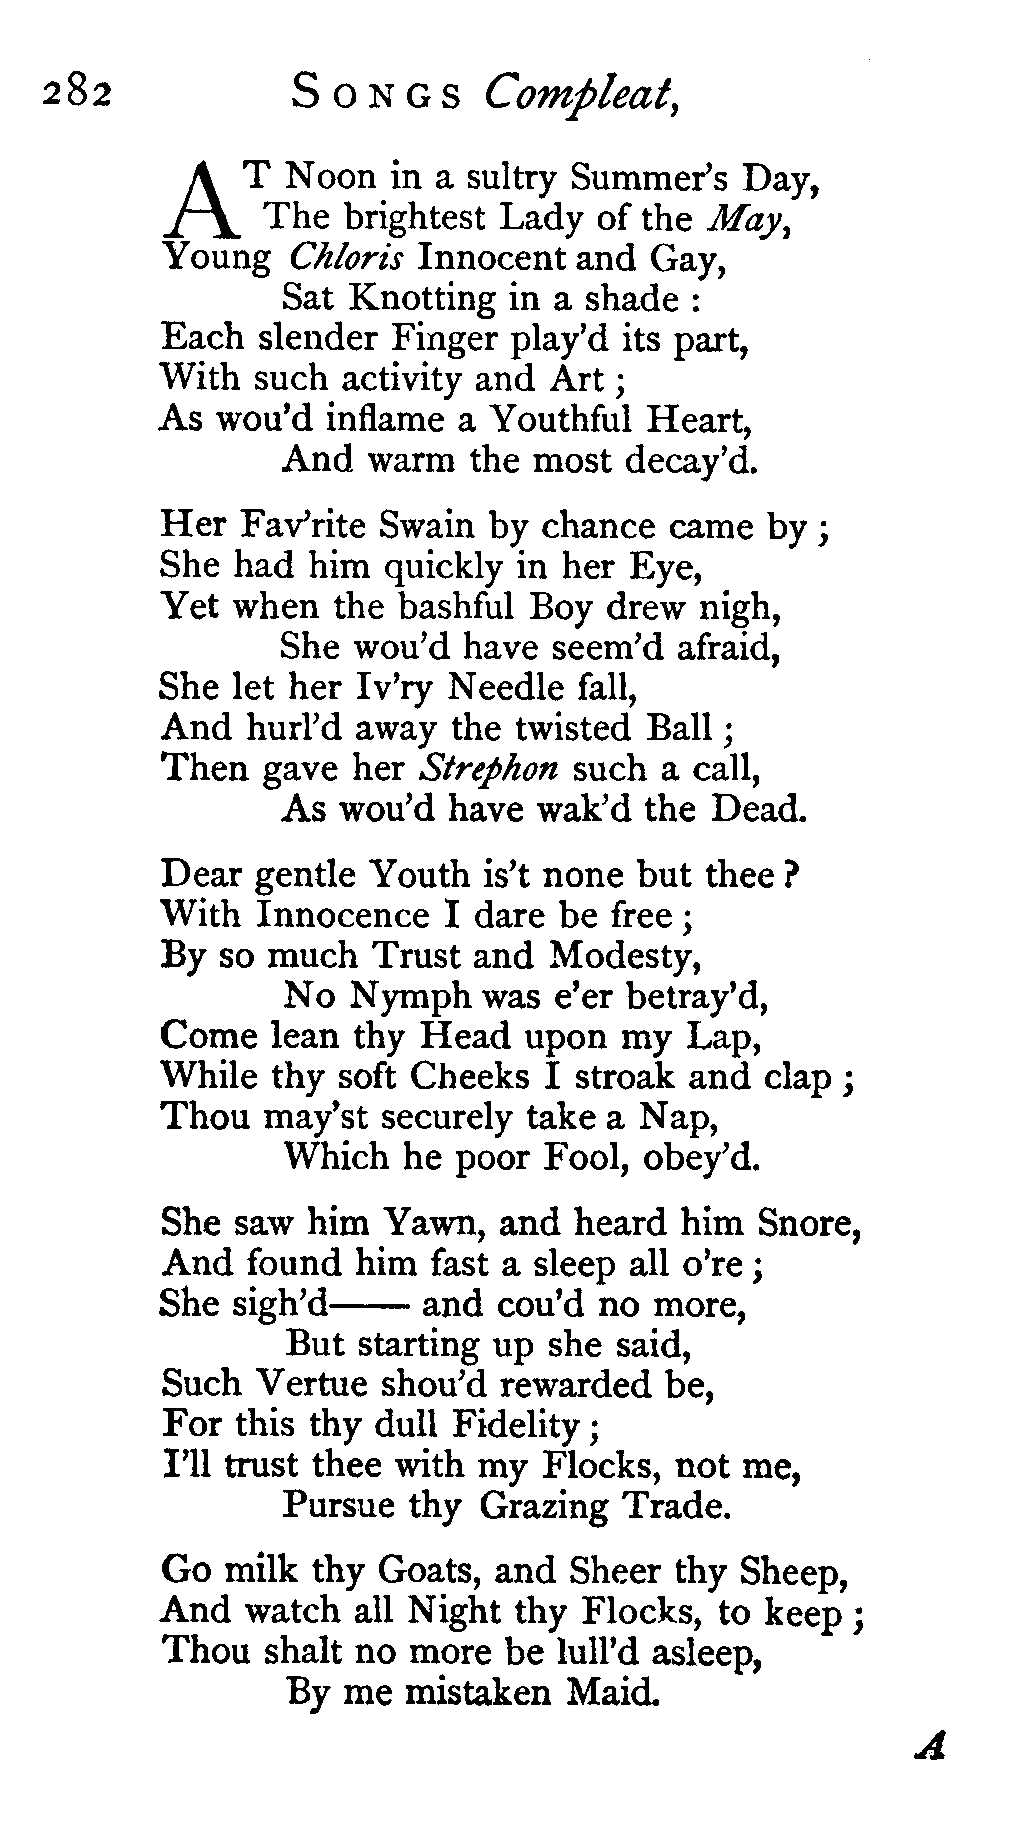 282 SONGS Compleat,
AT Noon in a sultry Summer's Day,
The brightest Lady of the May,
Young Chloris Innocent and Gay,
Sat Knotting in a shade :
Each slender Finger play'd its part,
With such activity and Art ;
As wou'd inflame a Youthful Heart,
And warm the most decay'd.
Her Fav'rite Swain by chance came by ;
She had him quickly in her Eye,
Yet when the bashful Boy drew nigh,
She wou'd have seem'd afraid,
She let her Iv'ry Needle fall,
And hurl'd away the twisted Ball ;
Then gave her Strephon such a call,
As wou'd have wak'd the Dead.
Dear gentle Youth is't none but thee ?
With Innocence I dare be free ;
By so much Trust and Modesty,
No Nymph was e'er betray'd,
Come lean thy Head upon my Lap,
While thy soft Cheeks I stroak and clap ;
Thou may'st securely take a Nap,
Which he poor Fool, obey'd.
She saw him Yawn, and heard him Snore,
And found him fast a sleep all o're ;
She sigh'd—— and cou'd no more,
But starting up she said,
Such Vertue shou'd rewarded be,
For this thy dull Fidelity ;
I'll trust thee with my Flocks, not me,
Pursue thy Grazing Trade.
Go milk thy Goats, and Sheer thy Sheep,
And watch all Night thy Flocks, to keep ;
Thou shalt no more be lull'd asleep,
By me mistaken Maid.
A